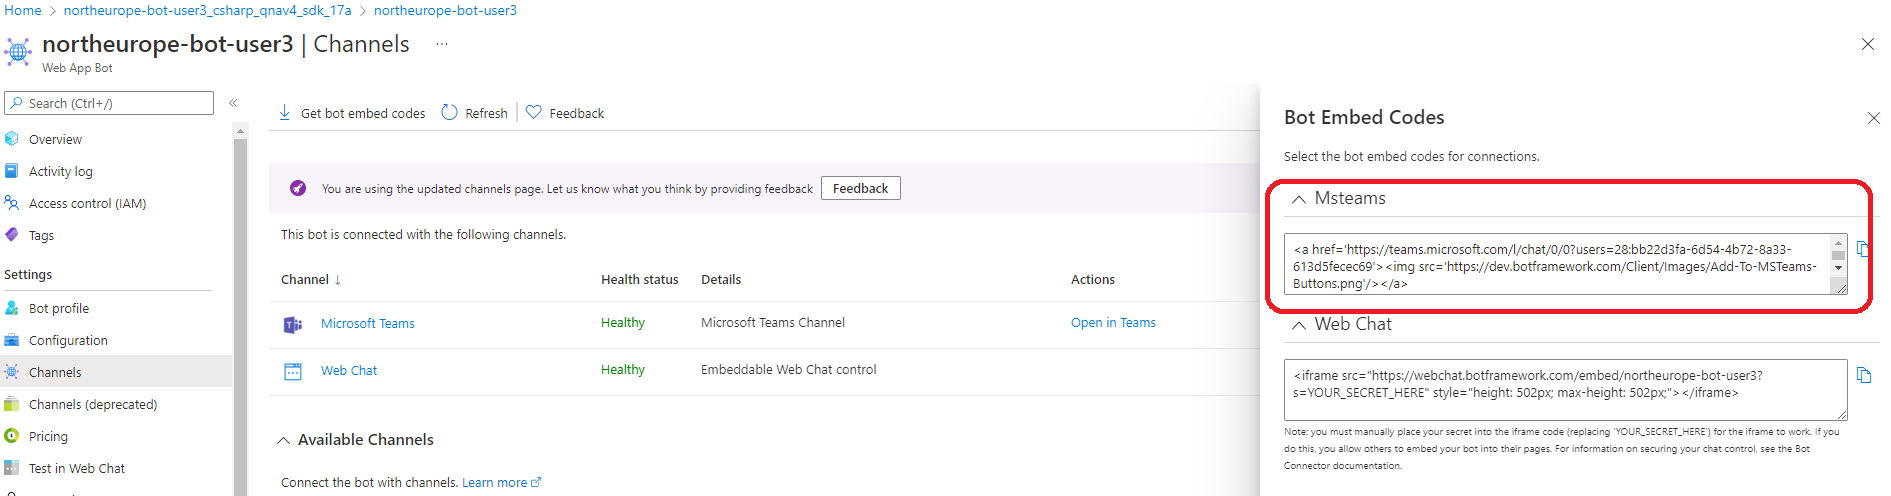 Home > northeurope-bot-user3_csharp_qnav4_sdk_17a > northeurope-bot-user3
northeurope-bot-user3 | Channels ...
Web App Bot
Search (Ctrl+/)
Overview
Activity log
Access control (IAM)
Tags
Settings
Bot profile
Configuration
Channels
Channels (deprecated)
Pricing
Test in Web Chat
Get bot embed codes Refresh Feedback
You are using the updated channels page. Let us know what you think by providing feedback Feedback
This bot is connected with the following channels.
Channel ↓ Health status Details Actions
Microsoft Teams Healthy Microsoft Teams Channel Open in Teams
Web Chat Healthy Embeddable Web Chat control
Available Channels
Connect the bot with channels. Learn more
Bot Embed Codes
Select the bot embed codes for connections.
Msteams
<a href='https://teams.microsoft.com/l/chat/0/0?users=28:bb22d3fa-6d54-4b72-8a33-
613d5fecec69'><img src='https://dev.botframework.com/Client/Images/Add-To-MSTeams-
Buttons.png'/></a>
Web Chat
<iframe src="https://webchat.botframework.com/embed/northeurope-bot-user3?
s=YOUR_SECRET_HERE" style="height: 502px; max-height: 502px;"></iframe>
Note: you must manually place your secret into the iframe code (replacing 'YOUR_SECRET_HERE') for the iframe to work. If you
do this, you allow others to embed your bot into their pages. For information on securing your chat control, see the Bot
Connector documentation.